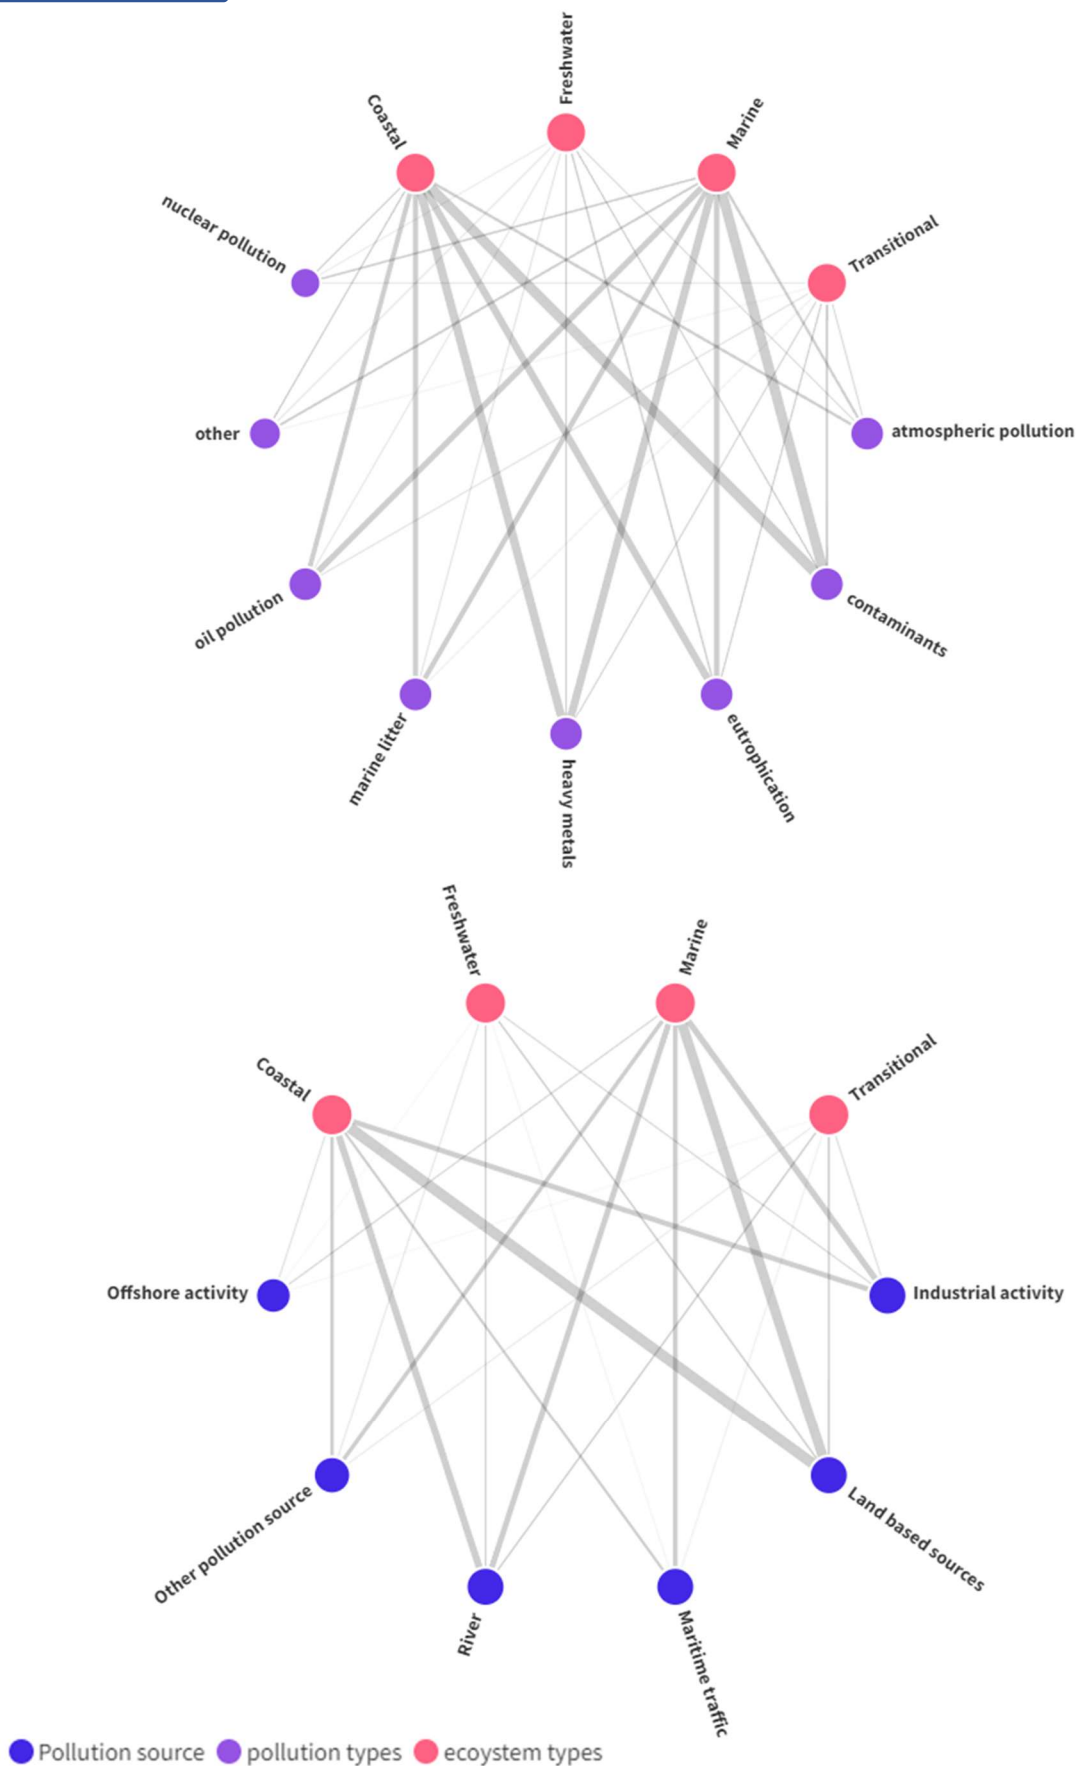 Freshwater
Coastal
Marine
nuclear pollution
Transitional
other
atmospheric pollution
oil pollution
contaminants
marine litter
eutrophication
heavy metals
Freshwater
Marine
Coastal
Transitional
Offshore activity
Industrial activity
Other pollution source
Land based sources
River
Maritime traffic
Pollution source pollution types ecoystem types